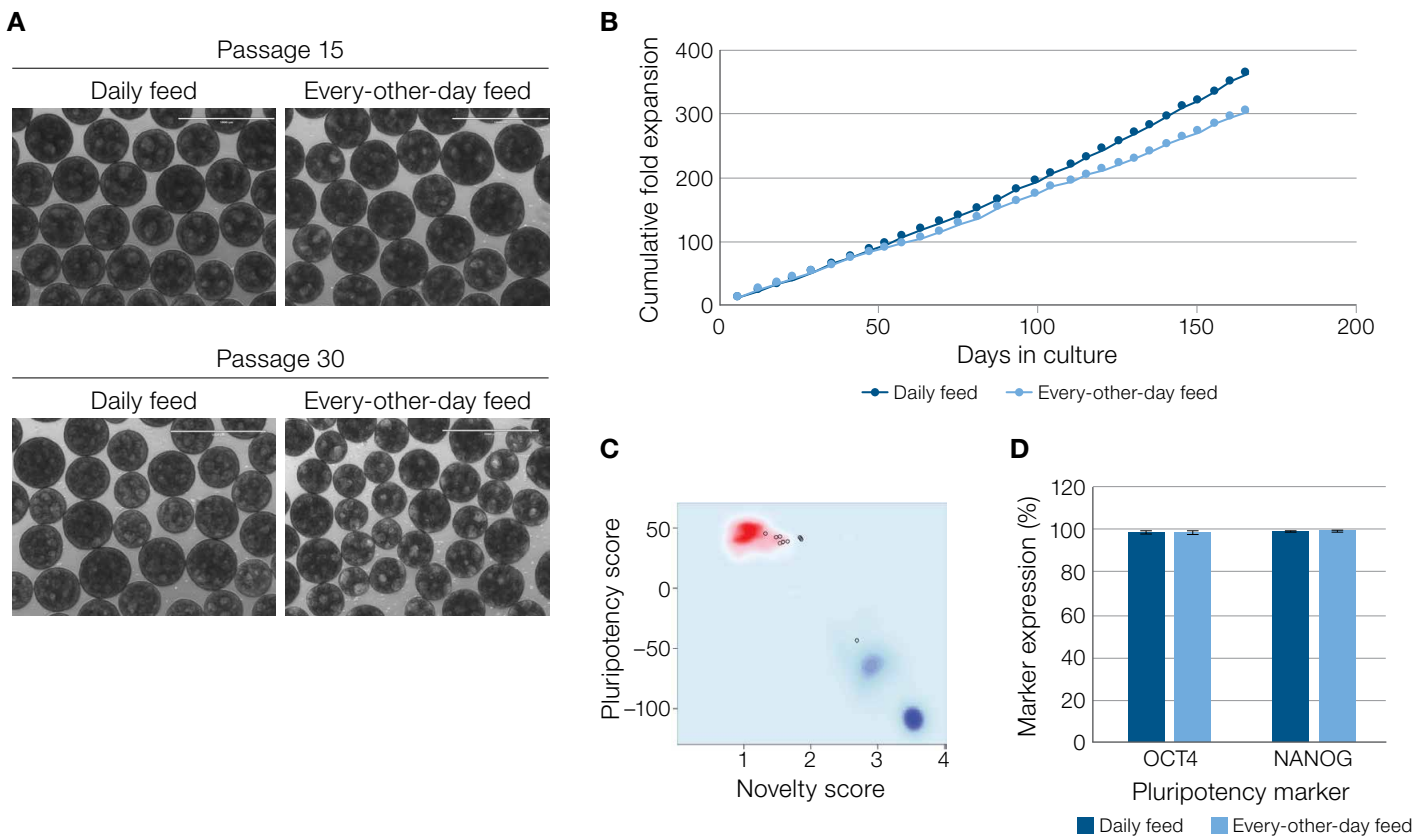 A
Passage 15
Daily feed
Every-other-day feed
Passage 30
Daily feed
Every-other-day feed
B
Cumulative fold expansion
400
300
200
100
0
0
50
100
150
200
Days in culture
Daily feed
Every-other-day feed
C
Pluripotency score
50
0
−50
−100
1
2
3
4
Novelty score
D
Marker expression (%)
120
100
80
60
40
20
0
OCT4
NANOG
Pluripotency marker
Daily feed
Every-other-day feed